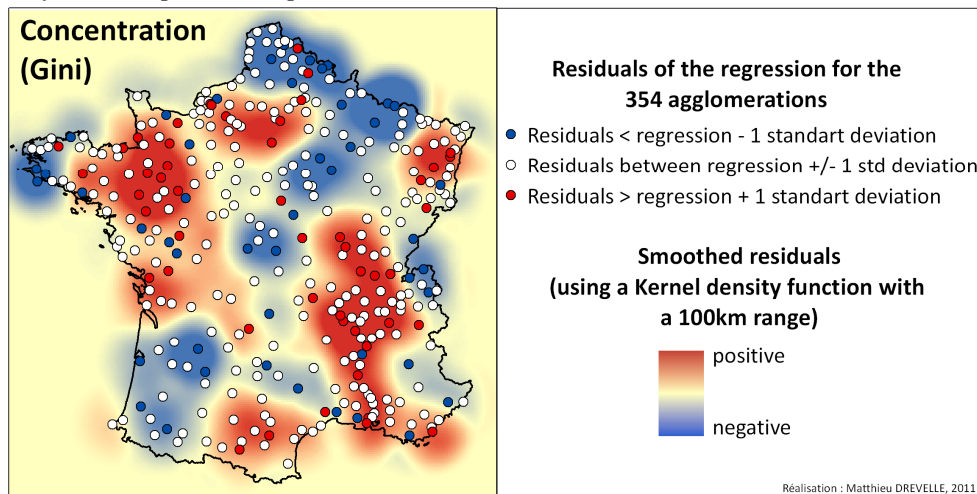 Concentration
(Gini)
Residuals of the regression for the
354 agglomerations
Residuals < regression - 1 standart deviation
Residuals between regression +/- 1 std deviation
Residuals > regression + 1 standart deviation
Smoothed residuals
(using a Kernel density function with
a 100km range)
positive
negative
Réalisation : Matthieu DREVELLE, 2011